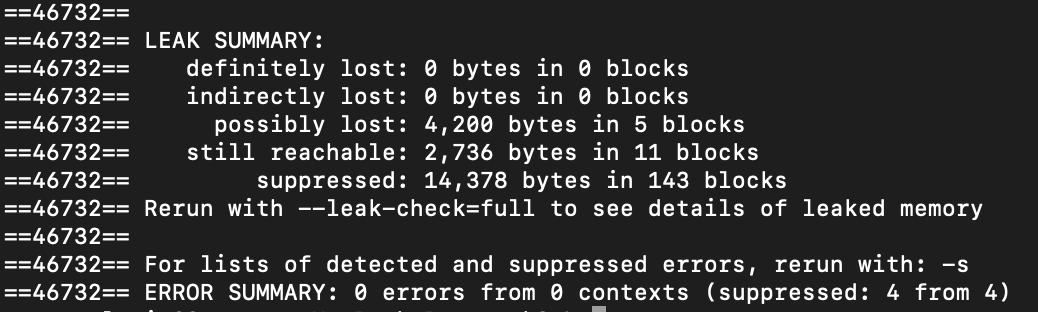 ==46732==
==46732== LEAK SUMMARY:
==46732==    definitely lost: 0 bytes in 0 blocks
==46732==    indirectly lost: 0 bytes in 0 blocks
==46732==      possibly lost: 4,200 bytes in 5 blocks
==46732==    still reachable: 2,736 bytes in 11 blocks
==46732==         suppressed: 14,378 bytes in 143 blocks
==46732== Rerun with --leak-check=full to see details of leaked memory
==46732==
==46732== For lists of detected and suppressed errors, rerun with: -s
==46732== ERROR SUMMARY: 0 errors from 0 contexts (suppressed: 4 from 4)